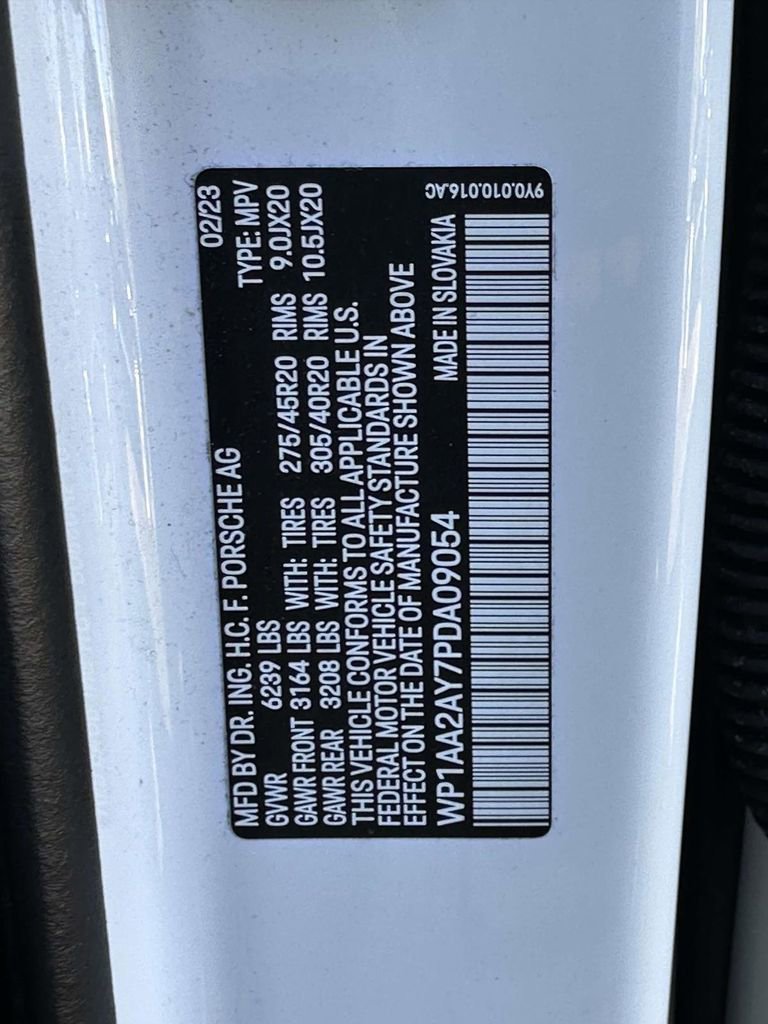 MFD BY DR. ING. H.C. F. PORSCHE AG 02/23
GVWR 6239 LBS TYPE: MPV
GAWR FRONT 3164 LBS WITH: TIRES 275/45R20 RIMS 9.0JX20
GAWR REAR 3208 LBS WITH: TIRES 305/40R20 RIMS 10.5JX20
THIS VEHICLE CONFORMS TO ALL APPLICABLE U.S.
FEDERAL MOTOR VEHICLE SAFETY STANDARDS IN
EFFECT ON THE DATE OF MANUFACTURE SHOWN ABOVE
WP1AA2AY7PDA09054 MADE IN SLOVAKIA
9Y0.010.016.AC